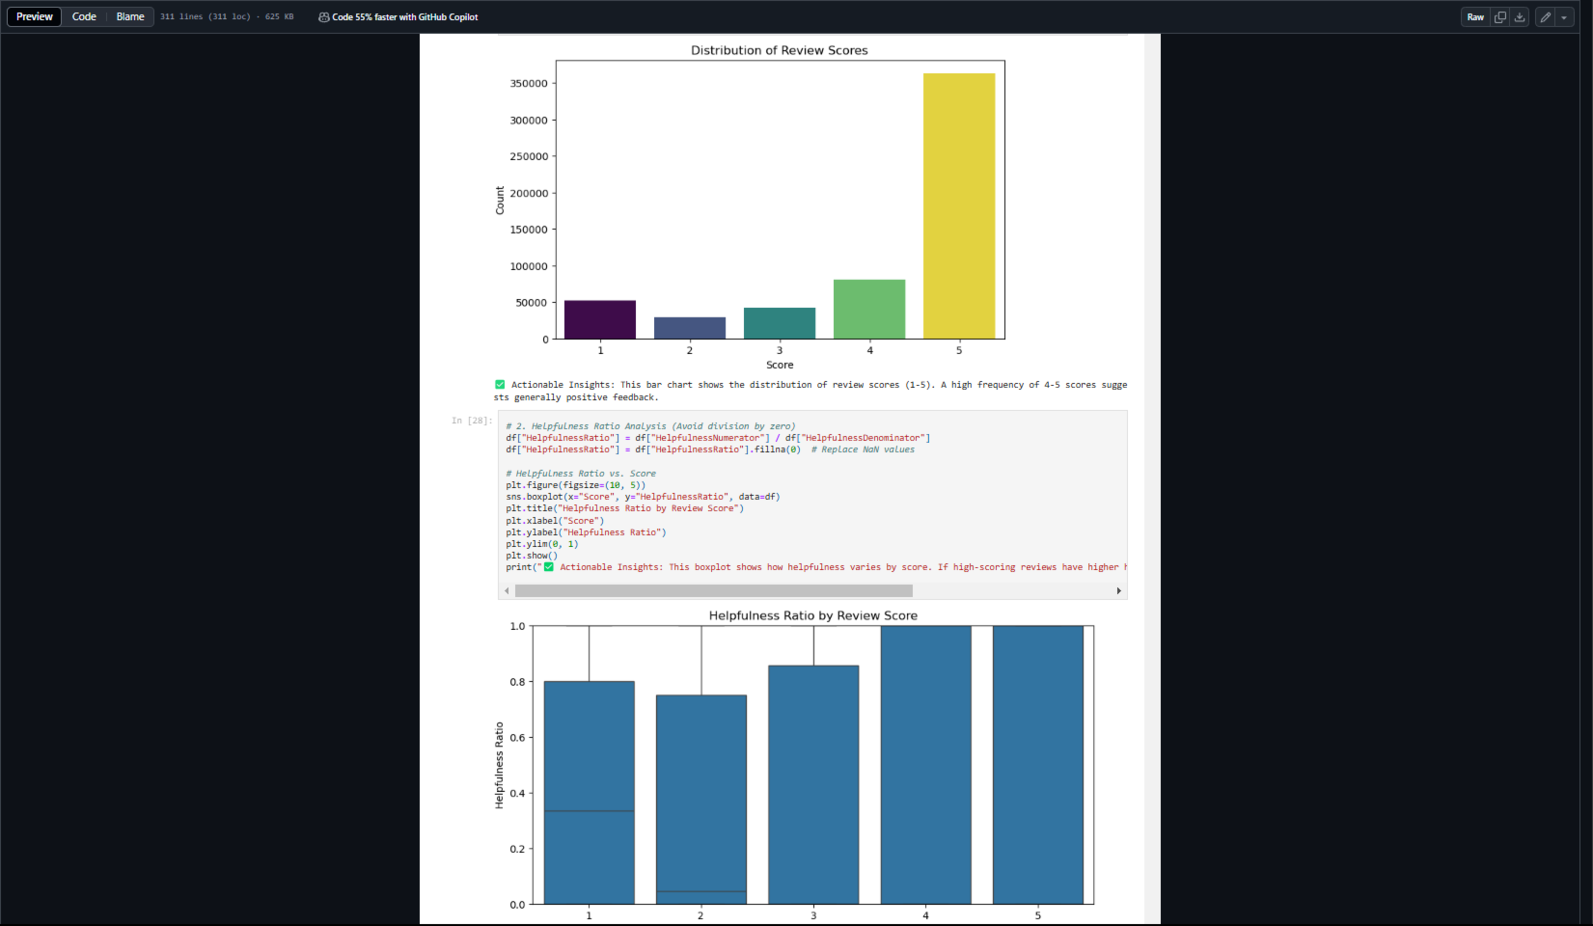 Preview Code Blame 311 lines (311 loc) · 625 KB Code 55% faster with GitHub Copilot Raw
Distribution of Review Scores
350000
300000
250000
200000
150000
100000
50000
0
Count
1 2 3 4 5
Score
✅ Actionable Insights: This bar chart shows the distribution of review scores (1-5). A high frequency of 4-5 scores sugge
sts generally positive feedback.
In [28]:
# 2. Helpfulness Ratio Analysis (Avoid division by zero)
df["HelpfulnessRatio"] = df["HelpfulnessNumerator"] / df["HelpfulnessDenominator"]
df["HelpfulnessRatio"] = df["HelpfulnessRatio"].fillna(0)  # Replace NaN values
# Helpfulness Ratio vs. Score
plt.figure(figsize=(10, 5))
sns.boxplot(x="Score", y="HelpfulnessRatio", data=df)
plt.title("Helpfulness Ratio by Review Score")
plt.xlabel("Score")
plt.ylabel("Helpfulness Ratio")
plt.ylim(0, 1)
plt.show()
print("✅ Actionable Insights: This boxplot shows how helpfulness varies by score. If high-scoring reviews have higher
Helpfulness Ratio by Review Score
1.0
0.8
0.6
0.4
0.2
0.0
Helpfulness Ratio
1 2 3 4 5